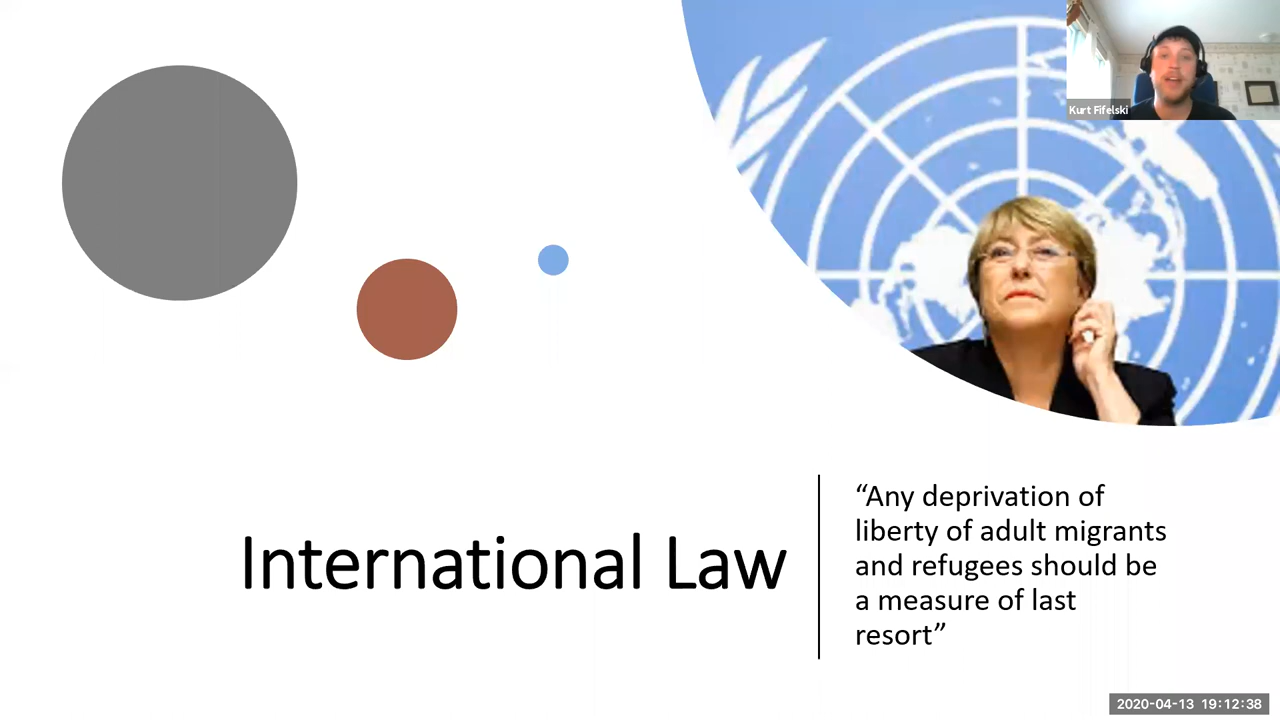 Kurt Fifelski
International Law
“Any deprivation of
liberty of adult migrants
and refugees should be
a measure of last
resort”
2020-04-13 19:12:38